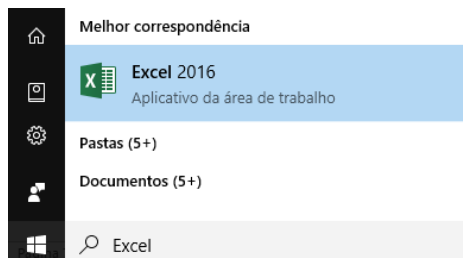 Melhor correspondência
Excel 2016
Aplicativo da área de trabalho
Pastas (5+)
Documentos (5+)
Excel